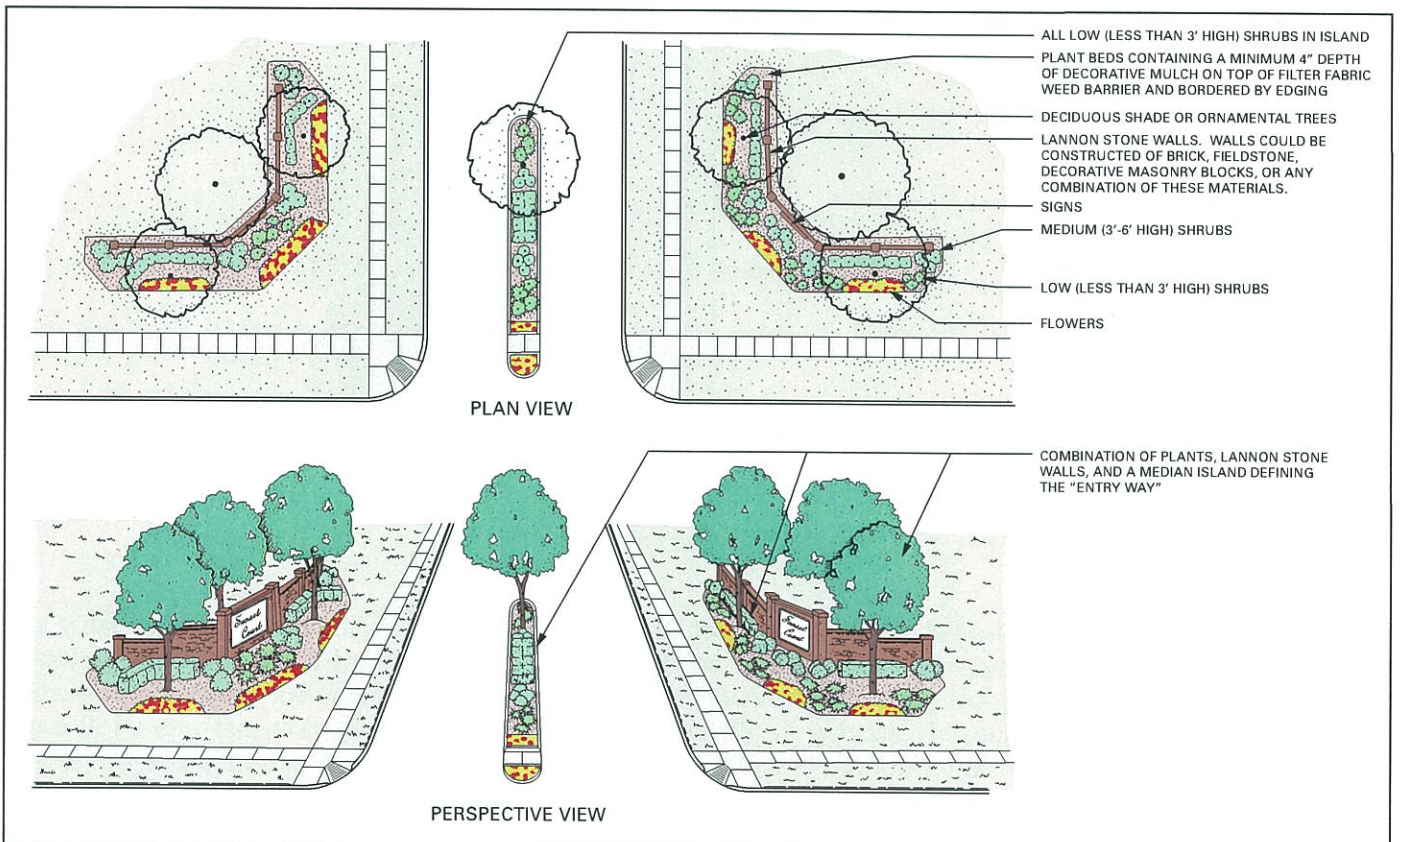 ALL LOW (LESS THAN 3' HIGH) SHRUBS IN ISLAND
PLANT BEDS CONTAINING A MINIMUM 4" DEPTH
OF DECORATIVE MULCH ON TOP OF FILTER FABRIC
WEED BARRIER AND BORDERED BY EDGING
DECIDUOUS SHADE OR ORNAMENTAL TREES
LANNON STONE WALLS. WALLS COULD BE
CONSTRUCTED OF BRICK, FIELDSTONE,
DECORATIVE MASONRY BLOCKS, OR ANY
COMBINATION OF THESE MATERIALS.
SIGNS
MEDIUM (3'-6' HIGH) SHRUBS
LOW (LESS THAN 3' HIGH) SHRUBS
FLOWERS
PLAN VIEW
COMBINATION OF PLANTS, LANNON STONE
WALLS, AND A MEDIAN ISLAND DEFINING
THE "ENTRY WAY"
Sunset
Court
Sunset
Court
PERSPECTIVE VIEW